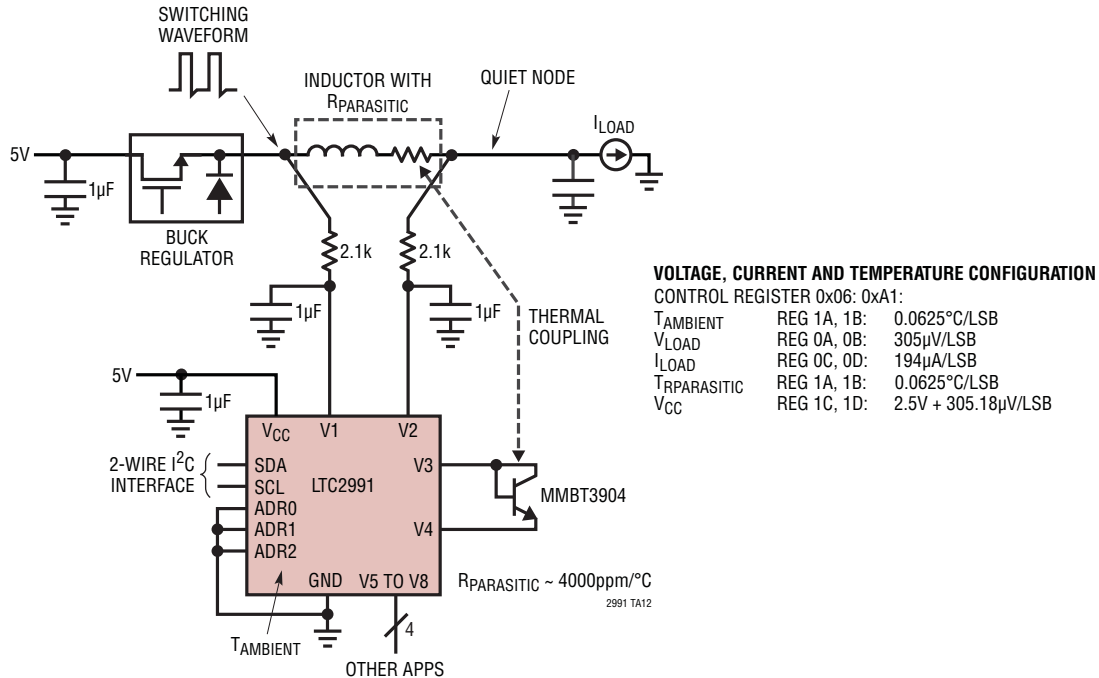 SWITCHING
WAVEFORM
INDUCTOR WITH
RPARASITIC
QUIET NODE
ILOAD
5V
1µF
BUCK
REGULATOR
2.1k
2.1k
1µF
1µF
THERMAL
COUPLING
VOLTAGE, CURRENT AND TEMPERATURE CONFIGURATION
CONTROL REGISTER 0x06: 0xA1:
TAMBIENT REG 1A, 1B: 0.0625°C/LSB
VLOAD REG 0A, 0B: 305µV/LSB
ILOAD REG 0C, 0D: 194µA/LSB
TRPARASITIC REG 1A, 1B: 0.0625°C/LSB
VCC REG 1C, 1D: 2.5V + 305.18µV/LSB
5V
1µF
VCC V1 V2
2-WIRE I²C
INTERFACE
SDA
SCL
ADR0
ADR1
ADR2
LTC2991
V3
V4
MMBT3904
GND V5 TO V8
RPARASITIC ~ 4000ppm/°C
2991 TA12
TAMBIENT
4
OTHER APPS